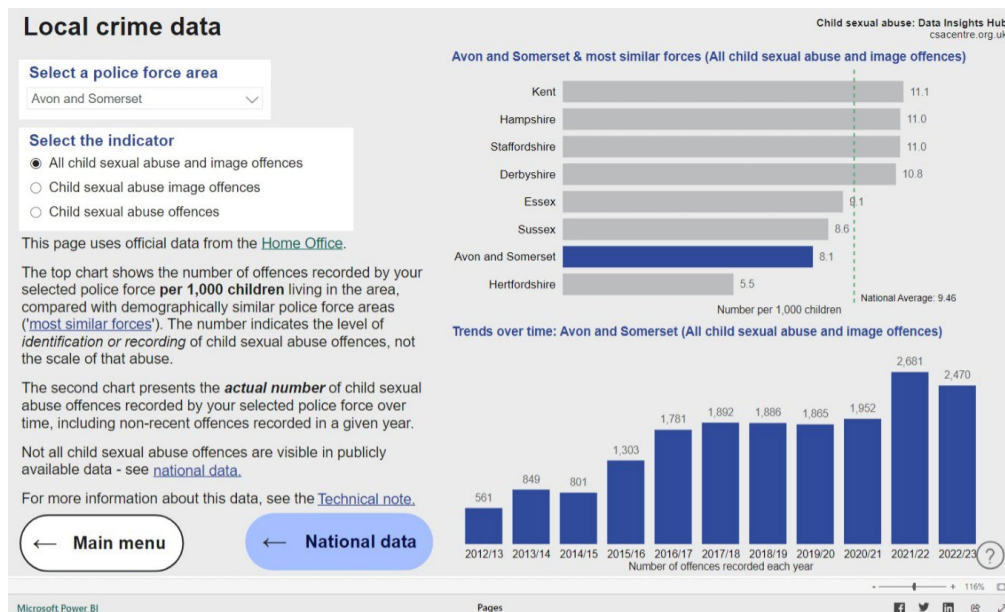 Local crime data
Child sexual abuse: Data Insights Hub
csacentre.org.uk
Select a police force area
Avon and Somerset
Select the indicator
All child sexual abuse and image offences
Child sexual abuse image offences
Child sexual abuse offences
This page uses official data from the Home Office.
The top chart shows the number of offences recorded by your
selected police force per 1,000 children living in the area,
compared with demographically similar police force areas
('most similar forces'). The number indicates the level of
identification or recording of child sexual abuse offences, not
the scale of that abuse.
The second chart presents the actual number of child sexual
abuse offences recorded by your selected police force over
time, including non-recent offences recorded in a given year.
Not all child sexual abuse offences are visible in publicly
available data - see national data.
For more information about this data, see the Technical note.
← Main menu
← National data
Avon and Somerset & most similar forces (All child sexual abuse and image offences)
Kent 11.1
Hampshire 11.0
Staffordshire 11.0
Derbyshire 10.8
Essex 9.1
Sussex 8.6
Avon and Somerset 8.1
Hertfordshire 5.5
National Average: 9.46
Number per 1,000 children
Trends over time: Avon and Somerset (All child sexual abuse and image offences)
561 849 801 1,303 1,781 1,892 1,886 1,865 1,952 2,681 2,470
2012/13 2013/14 2014/15 2015/16 2016/17 2017/18 2018/19 2019/20 2020/21 2021/22 2022/23
Number of offences recorded each year
?
- + 116%
Microsoft Power BI
Pages